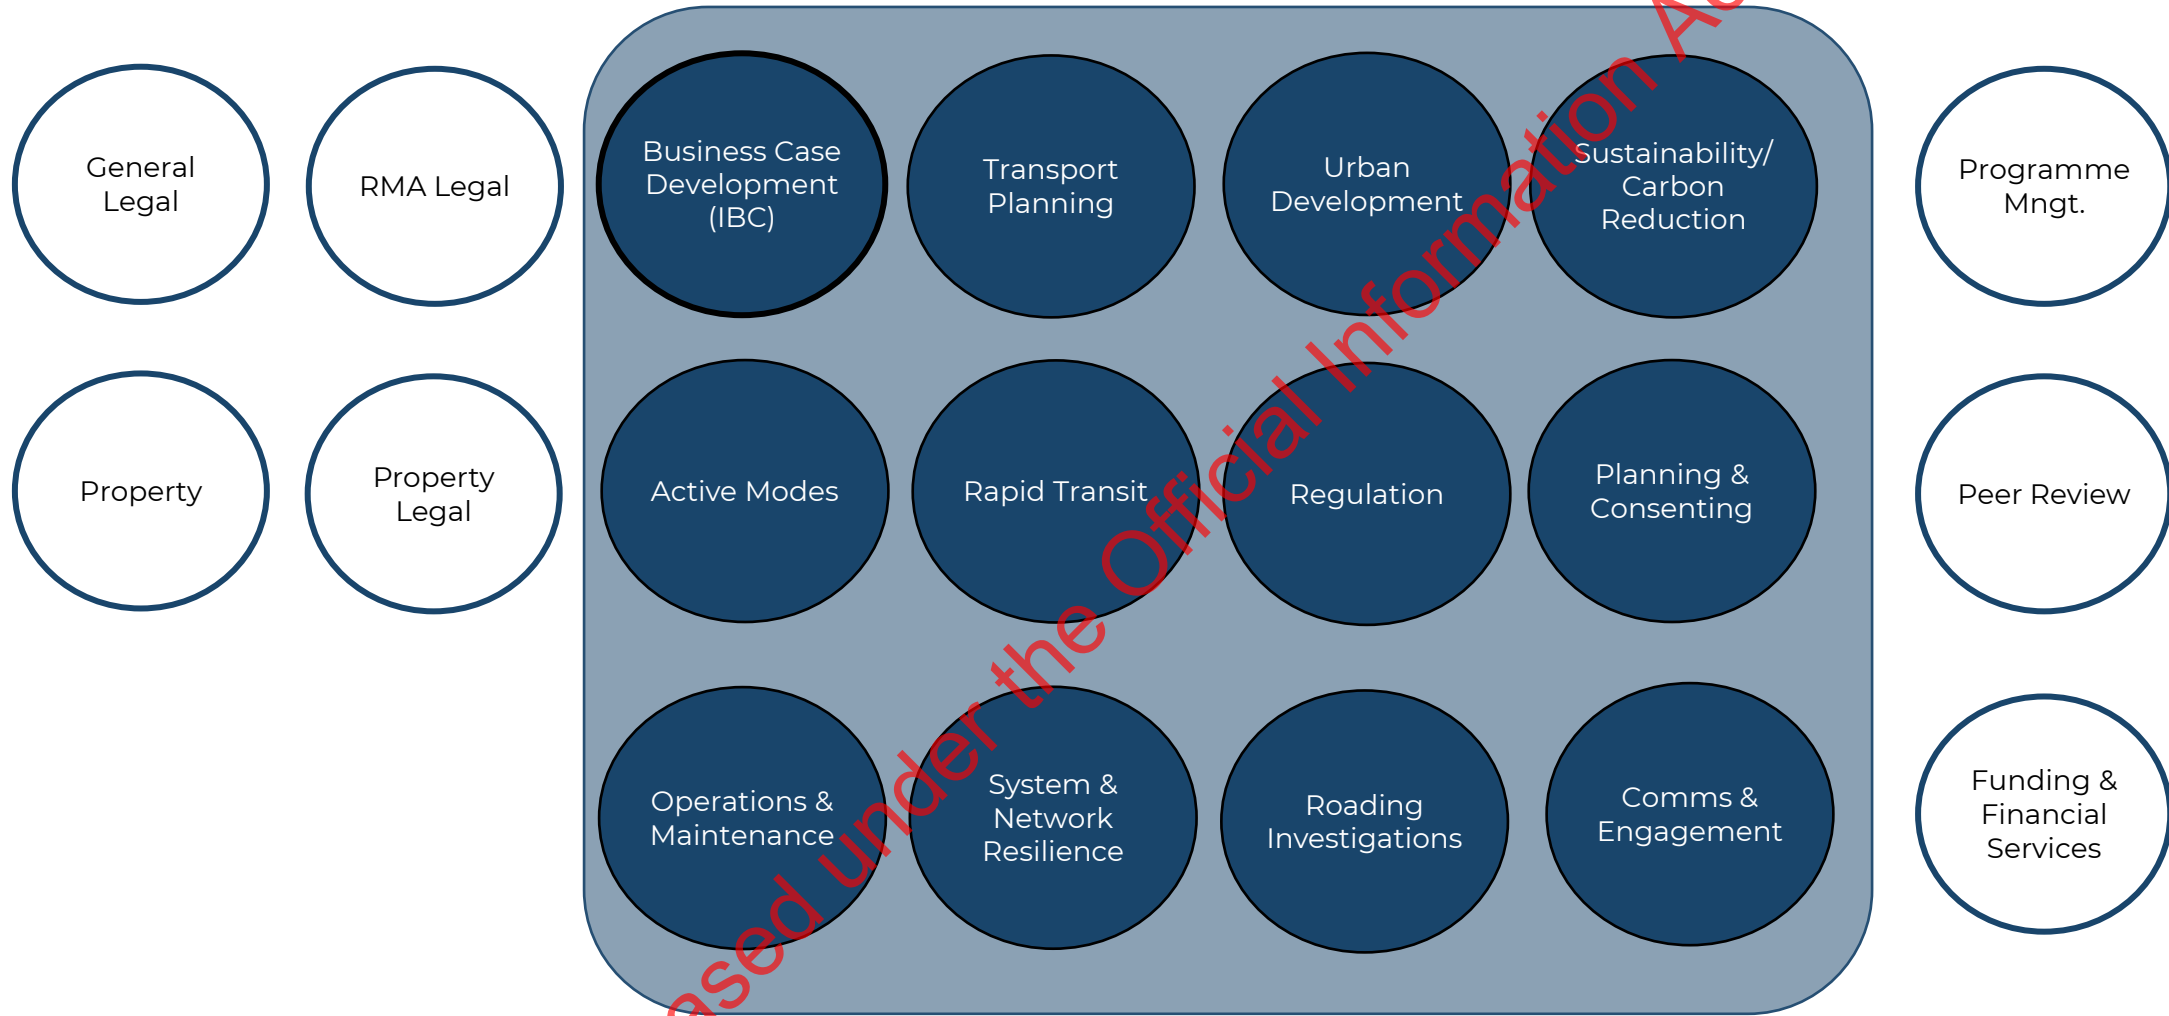 General
Legal
RMA Legal
Business Case
Development
(IBC)
Transport
Planning
Urban
Development
Sustainability/
Carbon
Reduction
Programme
Mngt.
Property
Property
Legal
Active Modes
Rapid Transit
Regulation
Planning &
Consenting
Peer Review
Operations &
Maintenance
System &
Network
Resilience
Roading
Investigations
Comms &
Engagement
Funding &
Financial
Services
ased under the Official Information A